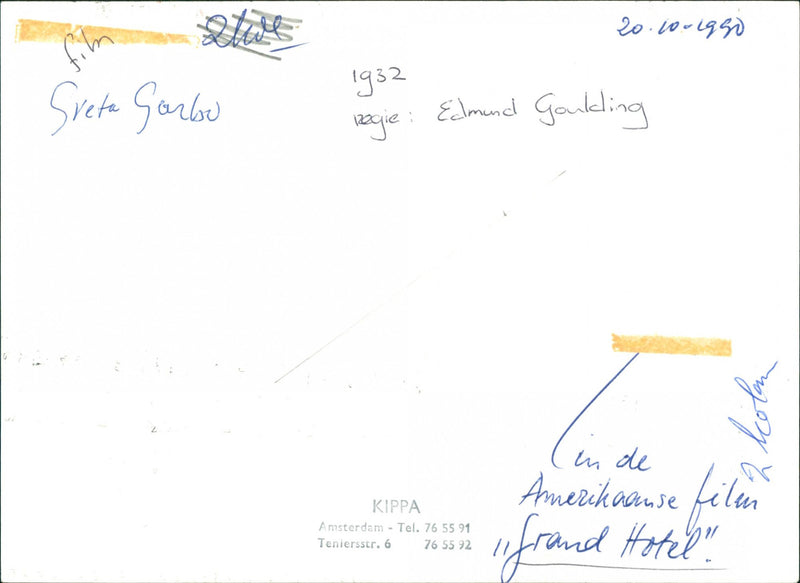 film
20-10-1990
Greta Garbo
1932
regie: Edmund Goulding
in de
Amerikaanse film
"Grand Hotel".
KIPPA
Amsterdam - Tel. 76 55 91
Teniersstr. 6 76 55 92